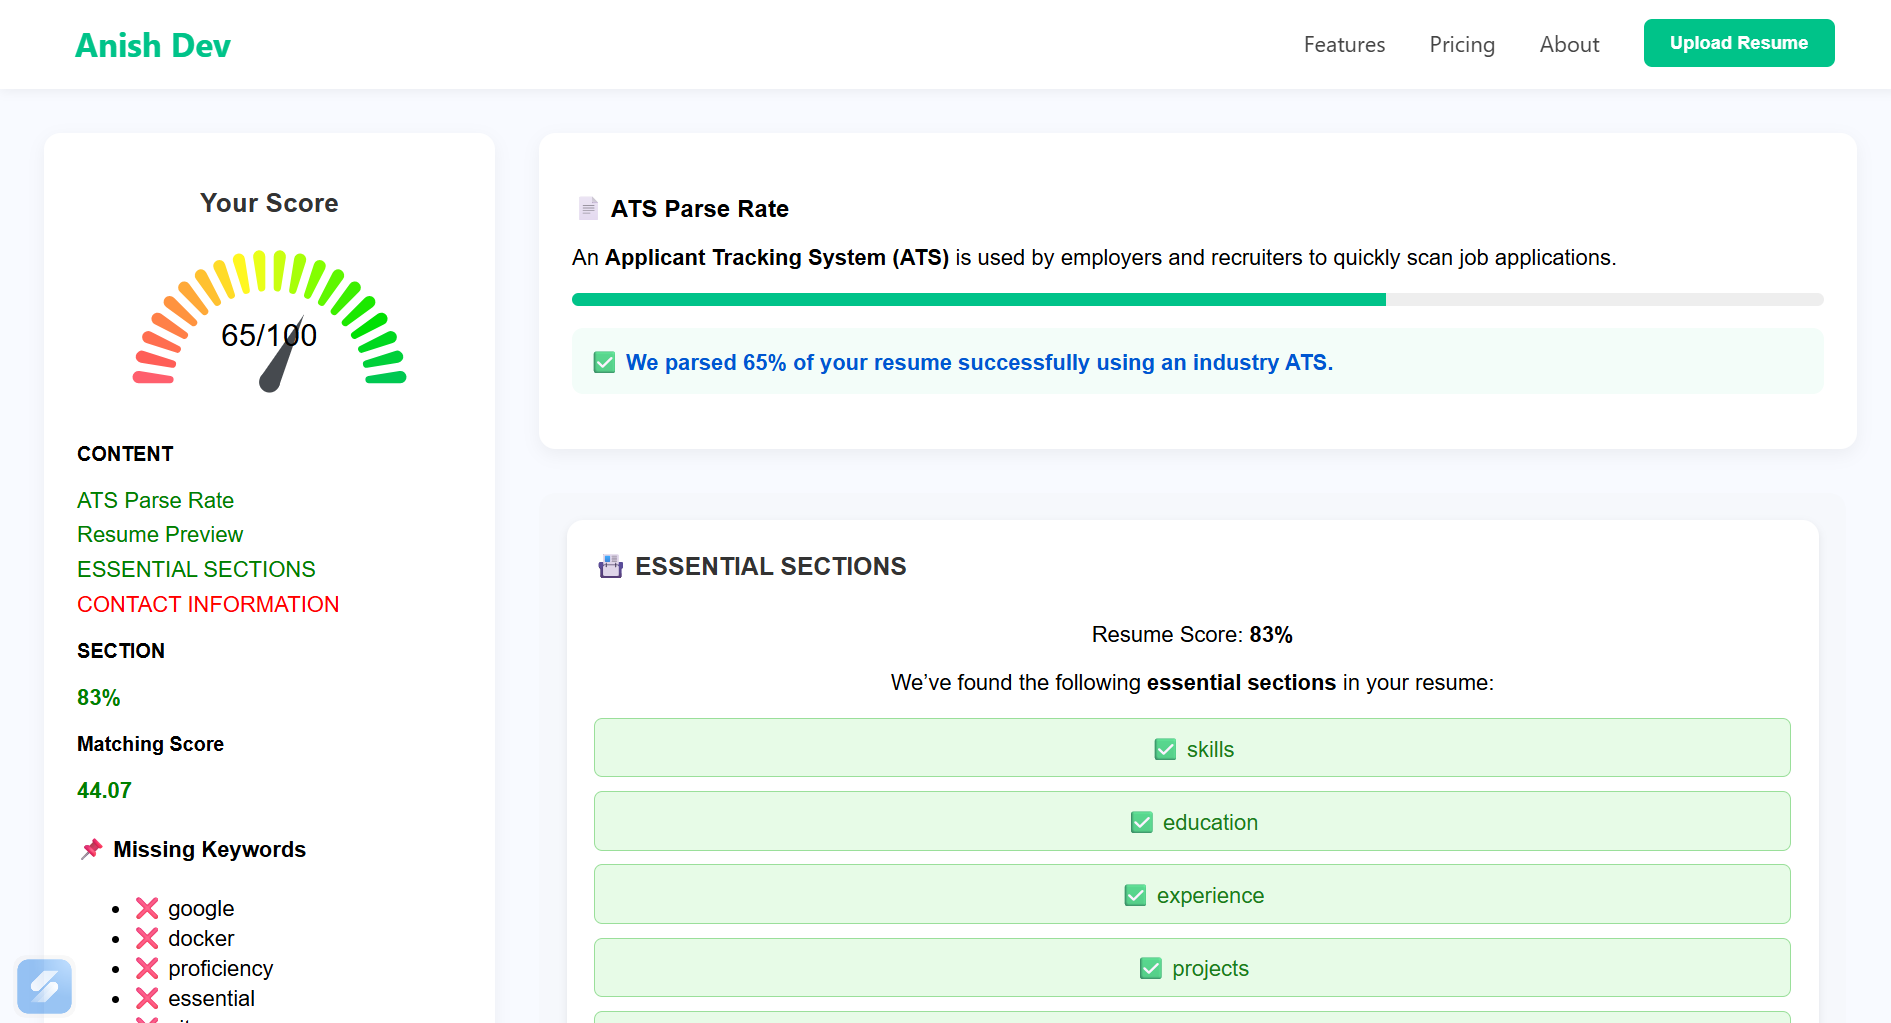 Anish Dev
Features
Pricing
About
Upload Resume
Your Score
65/100
CONTENT
ATS Parse Rate
Resume Preview
ESSENTIAL SECTIONS
CONTACT INFORMATION
SECTION
83%
Matching Score
44.07
Missing Keywords
google
docker
proficiency
essential
ATS Parse Rate
An Applicant Tracking System (ATS) is used by employers and recruiters to quickly scan job applications.
We parsed 65% of your resume successfully using an industry ATS.
ESSENTIAL SECTIONS
Resume Score: 83%
We’ve found the following essential sections in your resume:
skills
education
experience
projects